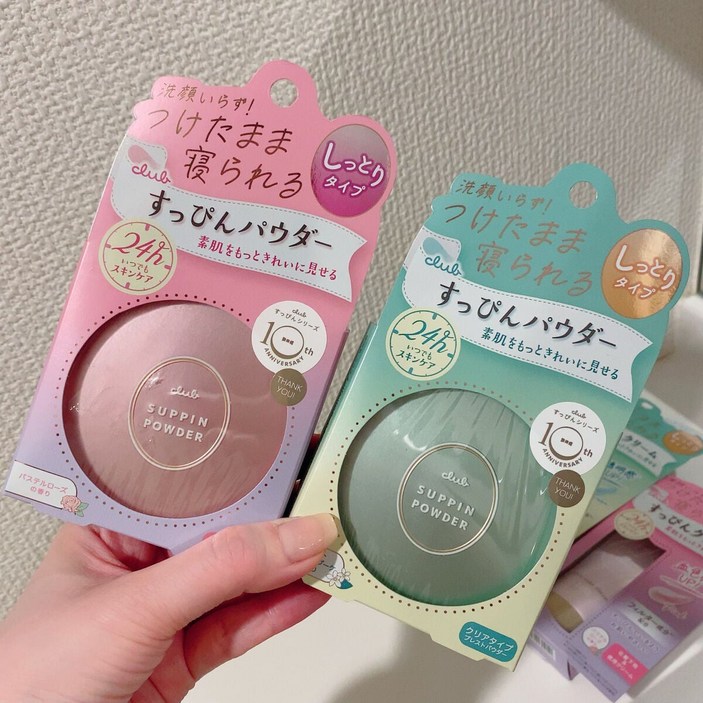 洗顔いらず!
つけたまま
寝られる
しっとり
タイプ
club
すっぴんパウダー
素肌をもっときれいに見せる
24h
いつでも
スキンケア
club
すっぴんシリーズ
10th
ANNIVERSARY
THANK
YOU!
club
SUPPIN
POWDER
パステルローズ
の香り
洗顔いらず!
つけたまま
寝られる
しっとり
タイプ
club
すっぴんパウダー
素肌をもっときれいに見せる
24h
いつでも
スキンケア
club
すっぴんシリーズ
10th
ANNIVERSARY
THANK
YOU!
club
SUPPIN
POWDER
クリアタイプ
プレストパウダー
クリーム